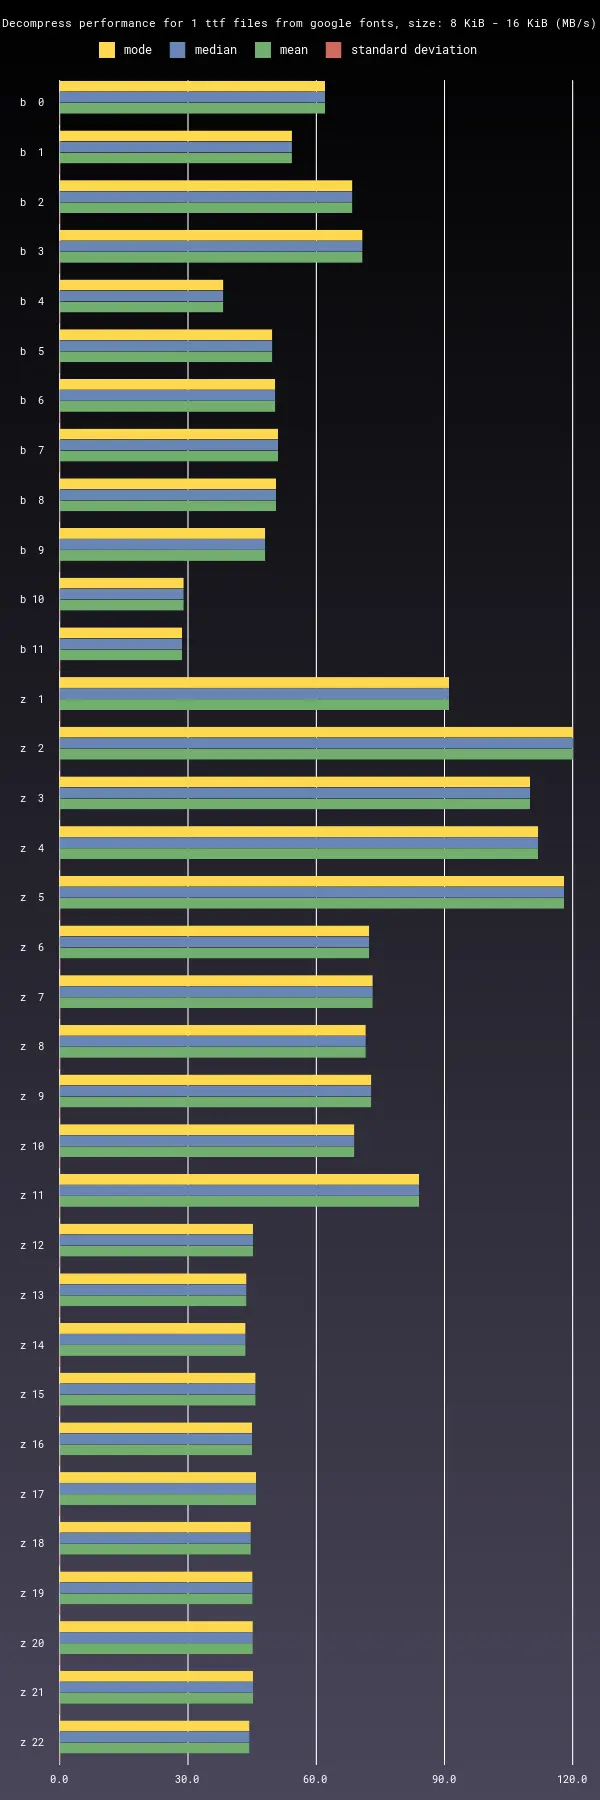 Decompress performance for 1 ttf files from google fonts, size: 8 KiB - 16 KiB (MB/s)
mode median mean standard deviation
b 0
b 1
b 2
b 3
b 4
b 5
b 6
b 7
b 8
b 9
b 10
b 11
z 1
z 2
z 3
z 4
z 5
z 6
z 7
z 8
z 9
z 10
z 11
z 12
z 13
z 14
z 15
z 16
z 17
z 18
z 19
z 20
z 21
z 22
0.0 30.0 60.0 90.0 120.0